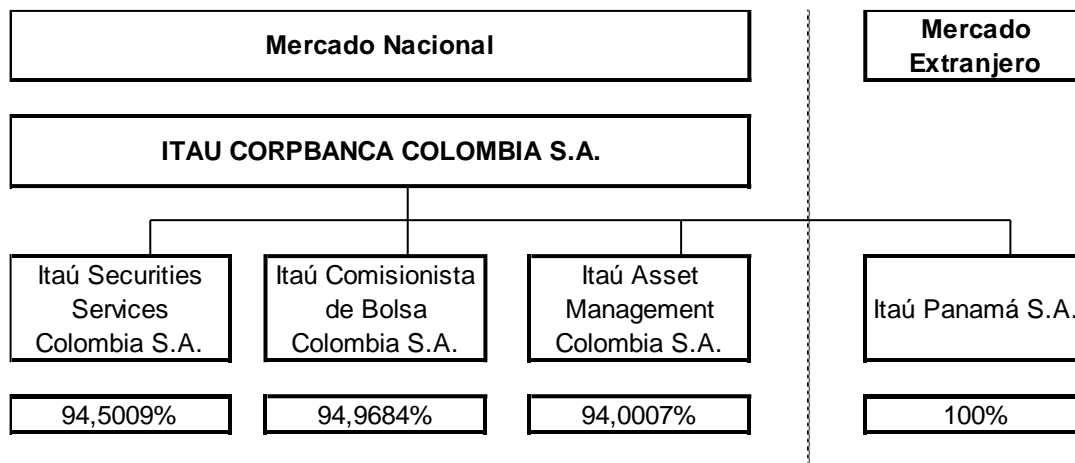 Mercado Nacional
Mercado
Extranjero
ITAU CORPBANCA COLOMBIA S.A.
Itaú Securities
Services
Colombia S.A.
Itaú Comisionista
de Bolsa
Colombia S.A.
Itaú Asset
Management
Colombia S.A.
Itaú Panamá S.A.
94,5009%
94,9684%
94,0007%
100%